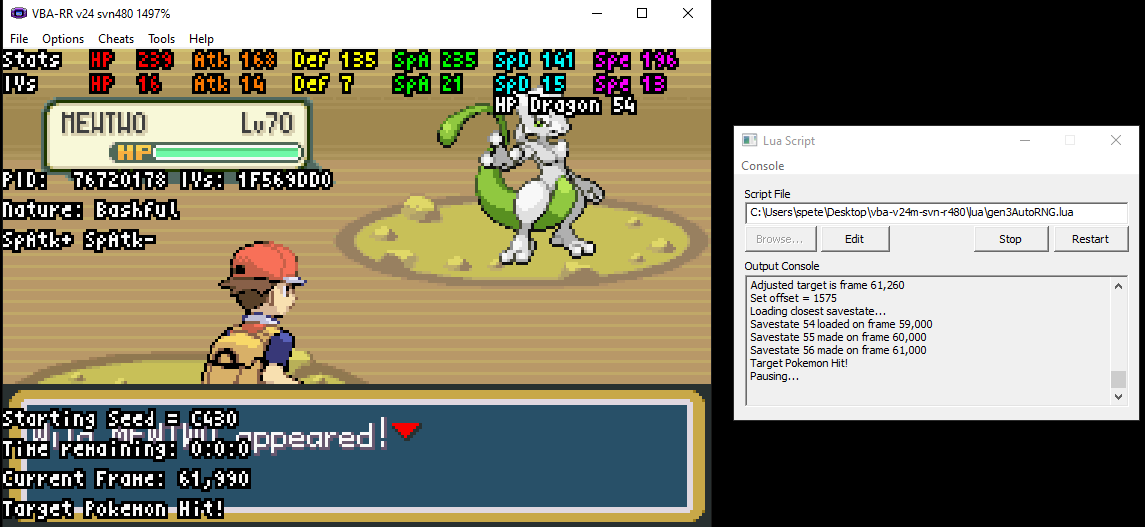 VBA-RR v24 svn480 1497%
File Options Cheats Tools Help
Stats HP 239 Atk 168 Def 135 SpA 235 SpD 141 Spe 196
IVs HP 16 Atk 14 Def 7 SpA 21 SpD 15 Spe 13
HP Dragon 54
MEWTWO Lv70
HP
PID: 76720178 IVs: 1F569DD0
Nature: Bashful
SpAtk+ SpAtk-
Starting Seed = C430
Wild MEWTWO appeared!
Time remaining: 0:0:0
Current Frame: 61,990
Target Pokemon Hit!
Lua Script
Console
Script File
C:\Users\spete\Desktop\vba-v24m-svn-r480\lua\gen3AutoRNG.lua
Browse... Edit Stop Restart
Output Console
Adjusted target is frame 61,260
Set offset = 1575
Loading closest savestate...
Savestate 54 loaded on frame 59,000
Savestate 55 made on frame 60,000
Savestate 56 made on frame 61,000
Target Pokemon Hit!
Pausing...